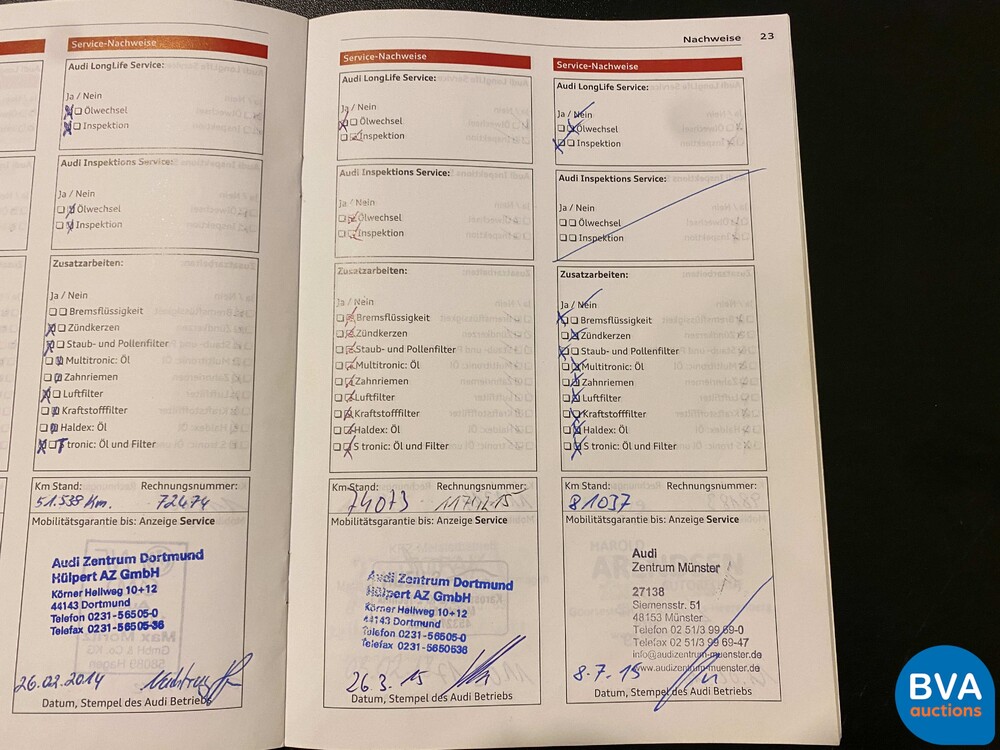 Nachweise 23
Service-Nachweise
Audi LongLife Service:
Ja / Nein
Ölwechsel
Inspektion
Audi Inspektions Service:
Ja / Nein
Ölwechsel
Inspektion
Zusatzarbeiten:
Ja / Nein
Bremsflüssigkeit
Zündkerzen
Staub- und Pollenfilter
Multitronic: Öl
Zahnriemen
Luftfilter
Kraftstofffilter
Haldex: Öl
S tronic: Öl und Filter
Km Stand: Rechnungsnummer:
51.538 Km. 72474
Mobilitätsgarantie bis: Anzeige Service
Audi Zentrum Dortmund
Hülpert AZ GmbH
Körner Hellweg 10+12
44143 Dortmund
Telefon 0231-56505-0
Telefax 0231-56505-36
26.02.2014
Datum, Stempel des Audi Betriebs
Service-Nachweise
Audi LongLife Service:
Ja / Nein
Ölwechsel
Inspektion
Audi Inspektions Service:
Ja / Nein
Ölwechsel
Inspektion
Zusatzarbeiten:
Ja / Nein
Bremsflüssigkeit
Zündkerzen
Staub- und Pollenfilter
Multitronic: Öl
Zahnriemen
Luftfilter
Kraftstofffilter
Haldex: Öl
S tronic: Öl und Filter
Km-Stand: Rechnungsnummer:
74073
Mobilitätsgarantie bis: Anzeige Service
Audi Zentrum Dortmund
Hülpert AZ GmbH
Körner Hellweg 10+12
44143 Dortmund
Telefon 0231-56505-0
Telefax 0231-5650536
26.3.15
Datum, Stempel des Audi Betriebs
Service-Nachweise
Audi LongLife Service:
Ja / Nein
Ölwechsel
Inspektion
Audi Inspektions Service:
Ja / Nein
Ölwechsel
Inspektion
Zusatzarbeiten:
Ja / Nein
Bremsflüssigkeit
Zündkerzen
Staub- und Pollenfilter
Multitronic: Öl
Zahnriemen
Luftfilter
Kraftstofffilter
Haldex: Öl
S tronic: Öl und Filter
Km Stand: Rechnungsnummer:
81037
Mobilitätsgarantie bis: Anzeige Service
Audi
Zentrum Münster
27138
Siemensstr. 51
48153 Münster
Telefon 02 51/3 99 69-0
Telefax 02 51/3 99 69-47
info@audizentrum-muenster.de
www.audizentrum-muenster.de
8.7.15
Datum, Stempel des Audi Betriebs
BVA
auctions